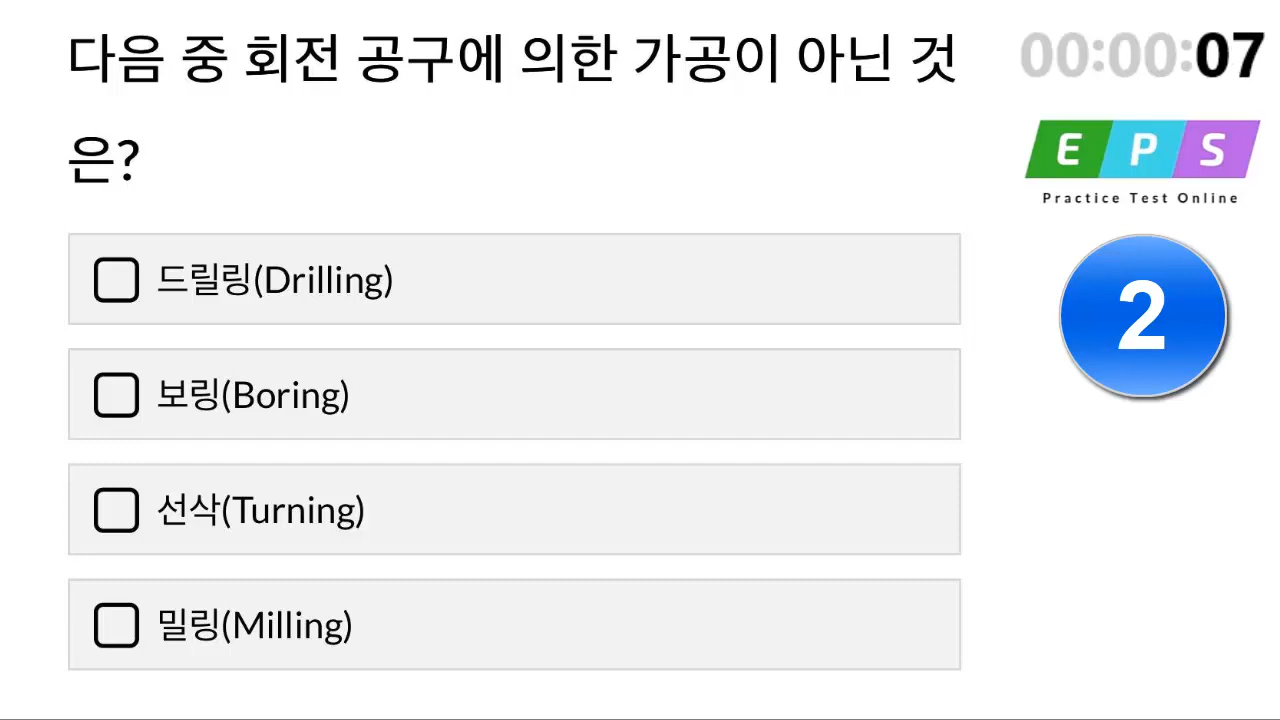 다음 중 회전 공구에 의한 가공이 아닌 것
은?
00:00:07
EPS
Practice Test Online
2
드릴링(Drilling)
보링(Boring)
선삭(Turning)
밀링(Milling)